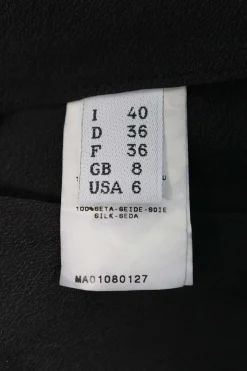 I 40
D 36
F 36
GB 8
USA 6
100%SETA-SEIDE-SOIE
SILK-SEDA
MA01080127